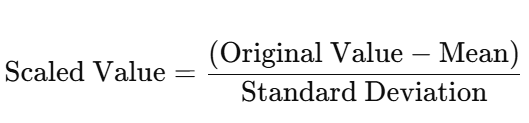 Scaled Value = (Original Value − Mean)
Standard Deviation